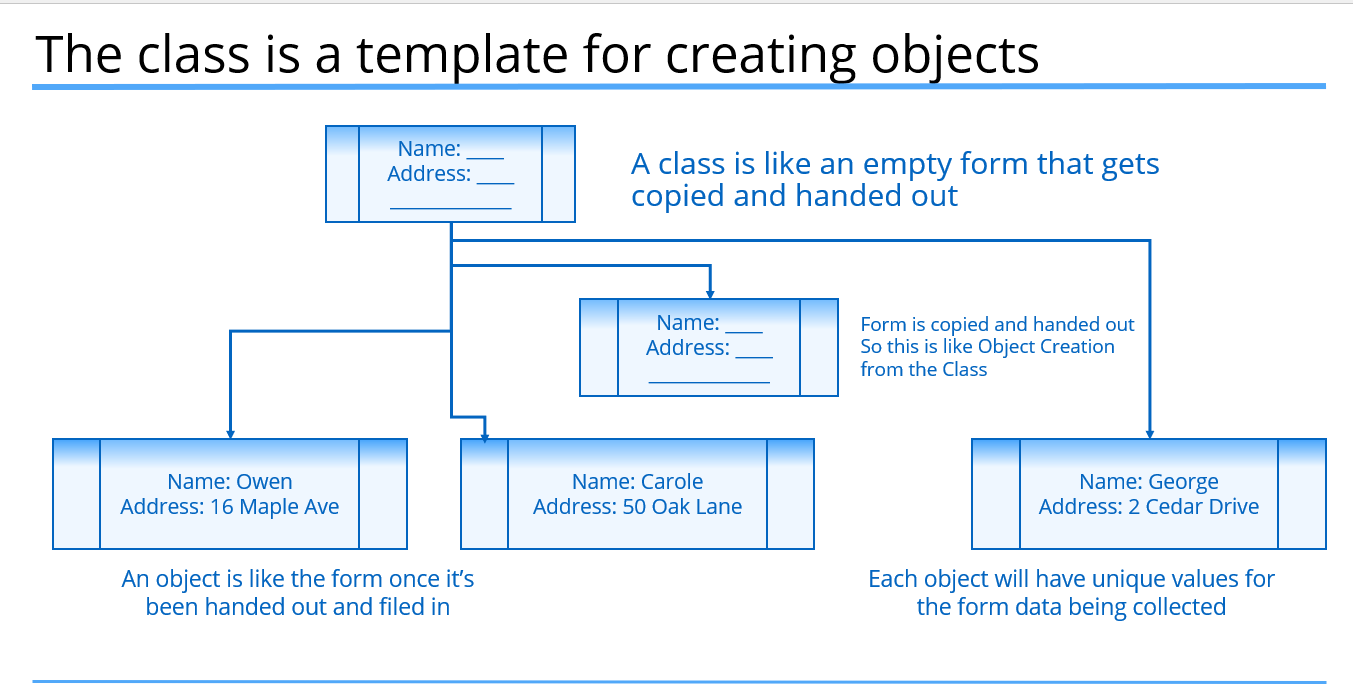 The class is a template for creating objects
Name: ____
Address: ____
_____________
A class is like an empty form that gets
copied and handed out
Name: ____
Address: ____
_____________
Form is copied and handed out
So this is like Object Creation
from the Class
Name: Owen
Address: 16 Maple Ave
Name: Carole
Address: 50 Oak Lane
Name: George
Address: 2 Cedar Drive
An object is like the form once it’s
been handed out and filed in
Each object will have unique values for
the form data being collected